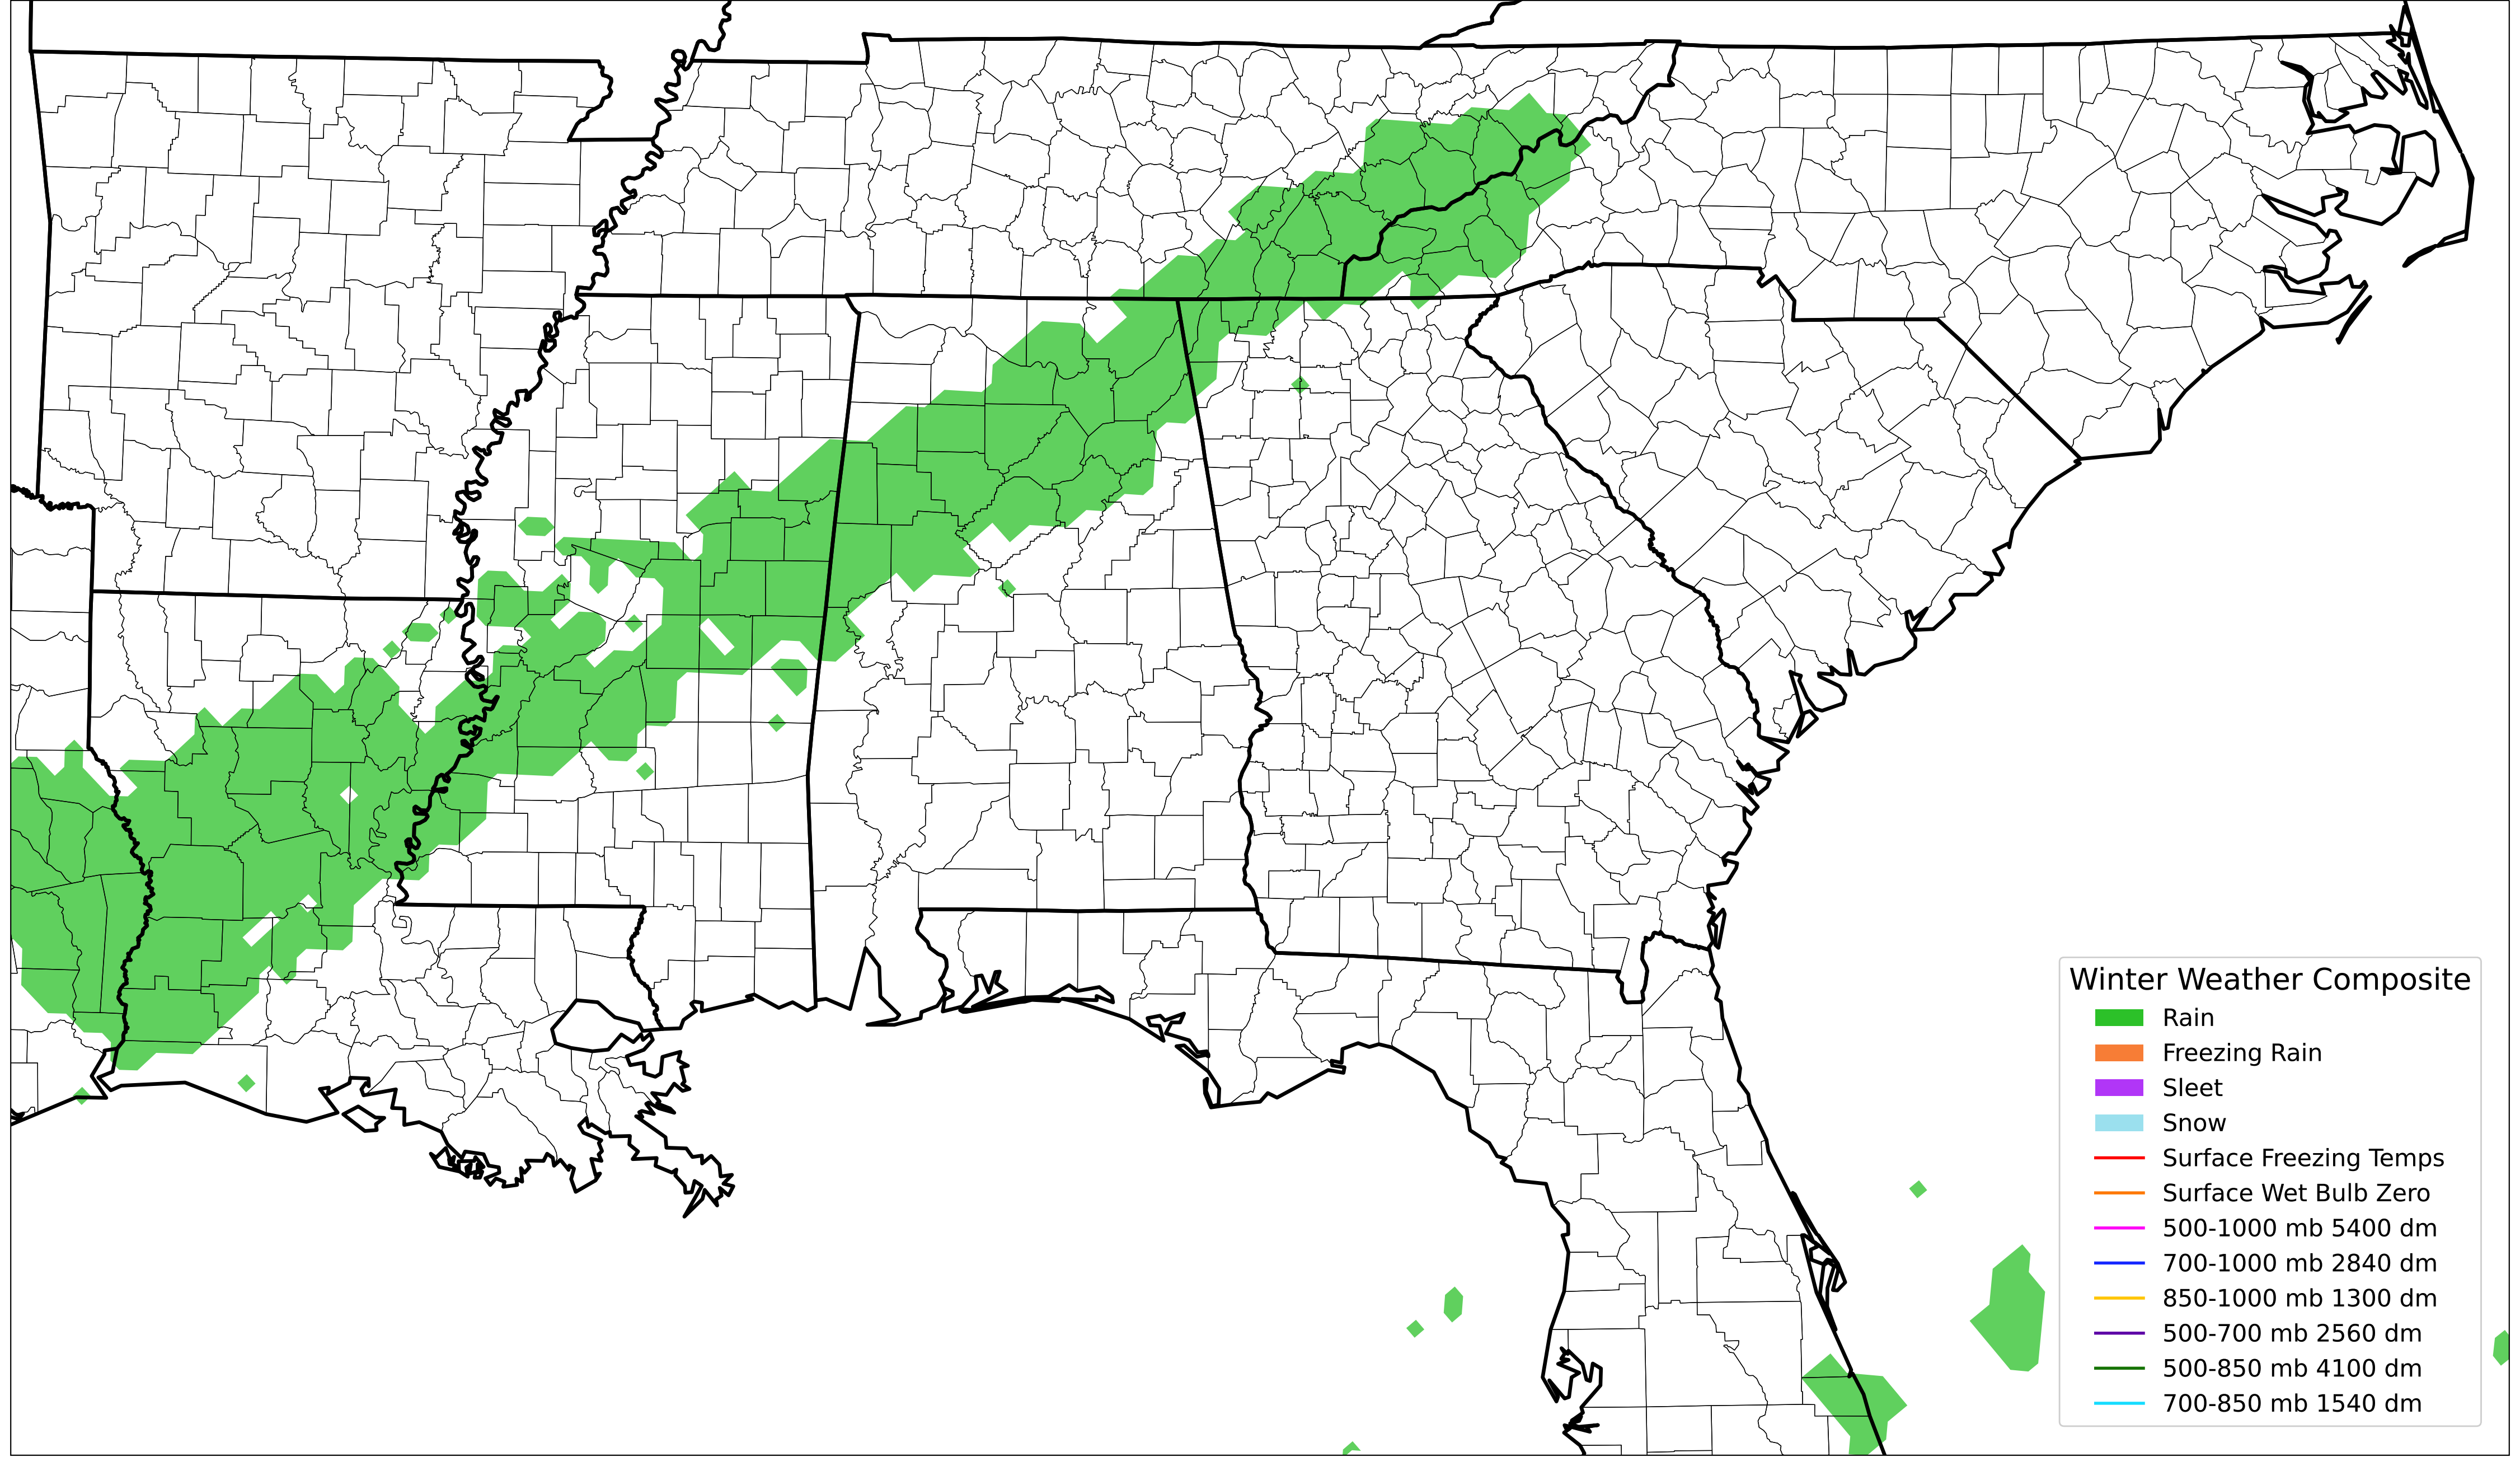 Winter Weather Composite
Rain
Freezing Rain
Sleet
Snow
Surface Freezing Temps
Surface Wet Bulb Zero
500-1000 mb 5400 dm
700-1000 mb 2840 dm
850-1000 mb 1300 dm
500-700 mb 2560 dm
500-850 mb 4100 dm
700-850 mb 1540 dm